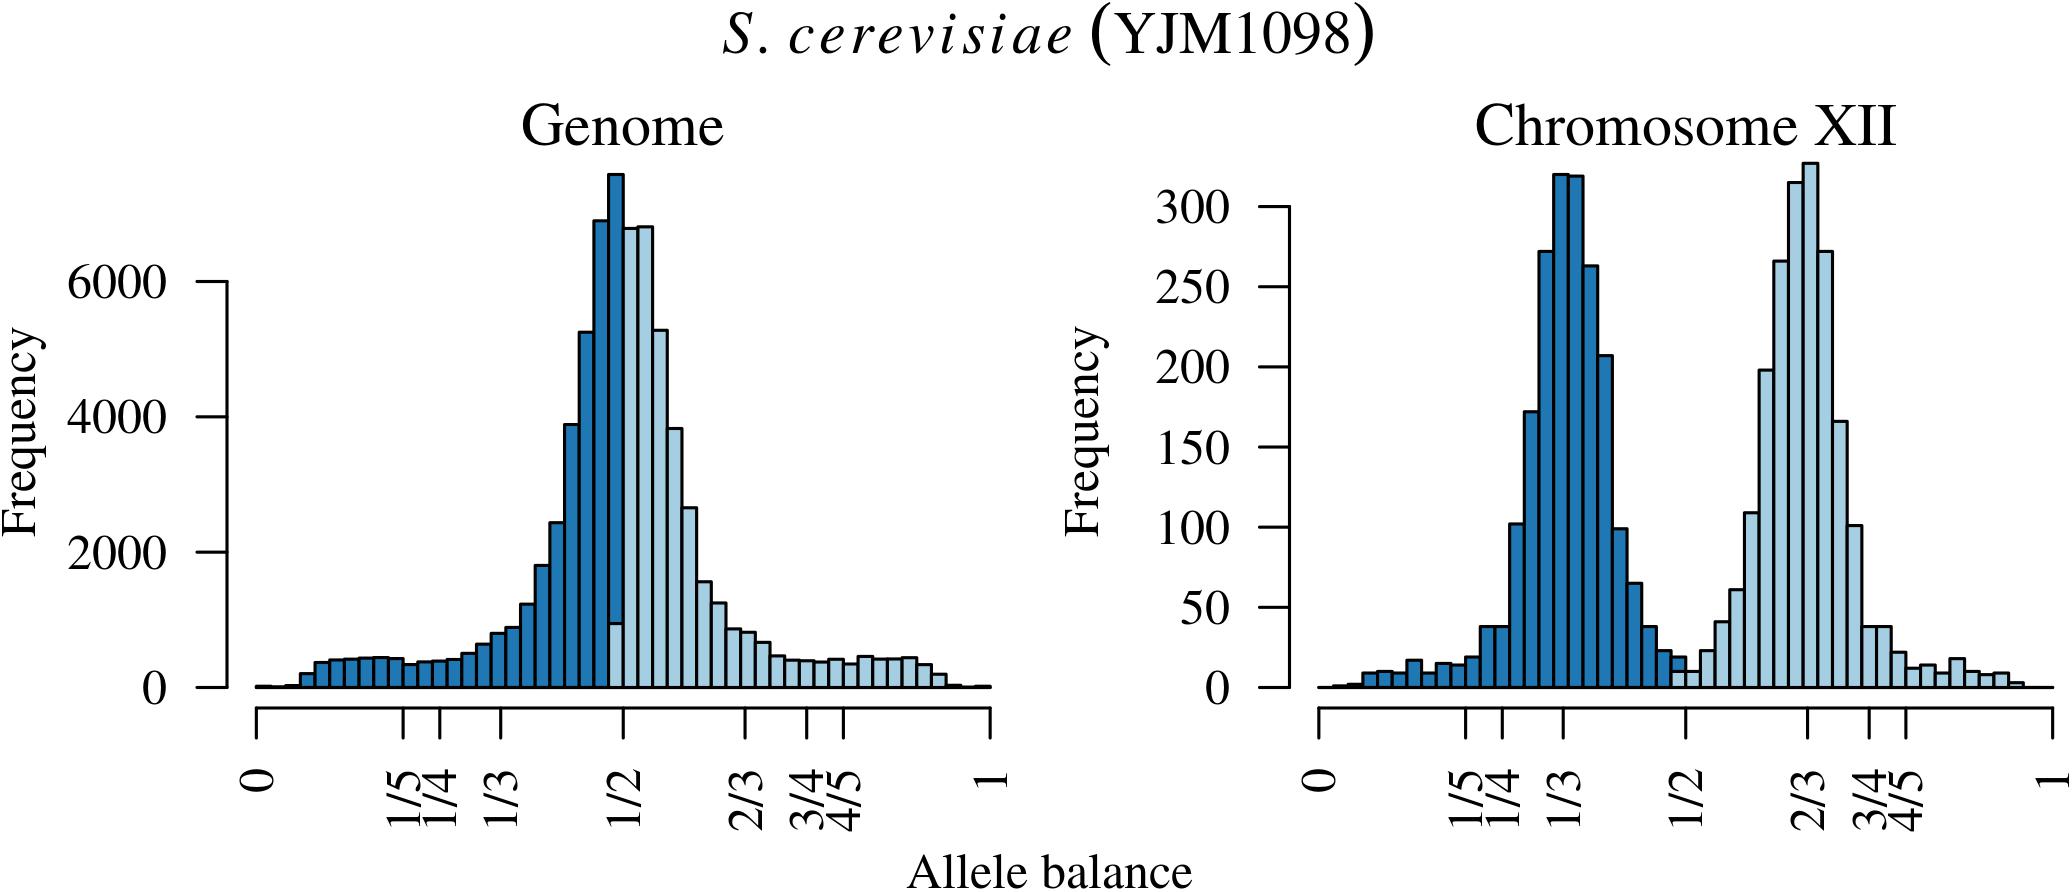 S. cerevisiae (YJM1098)
Genome
Frequency
6000
4000
2000
0
0 1/5 1/4 1/3 1/2 2/3 3/4 4/5 1
Chromosome XII
Frequency
300
250
200
150
100
50
0
0 1/5 1/4 1/3 1/2 2/3 3/4 4/5 1
Allele balance